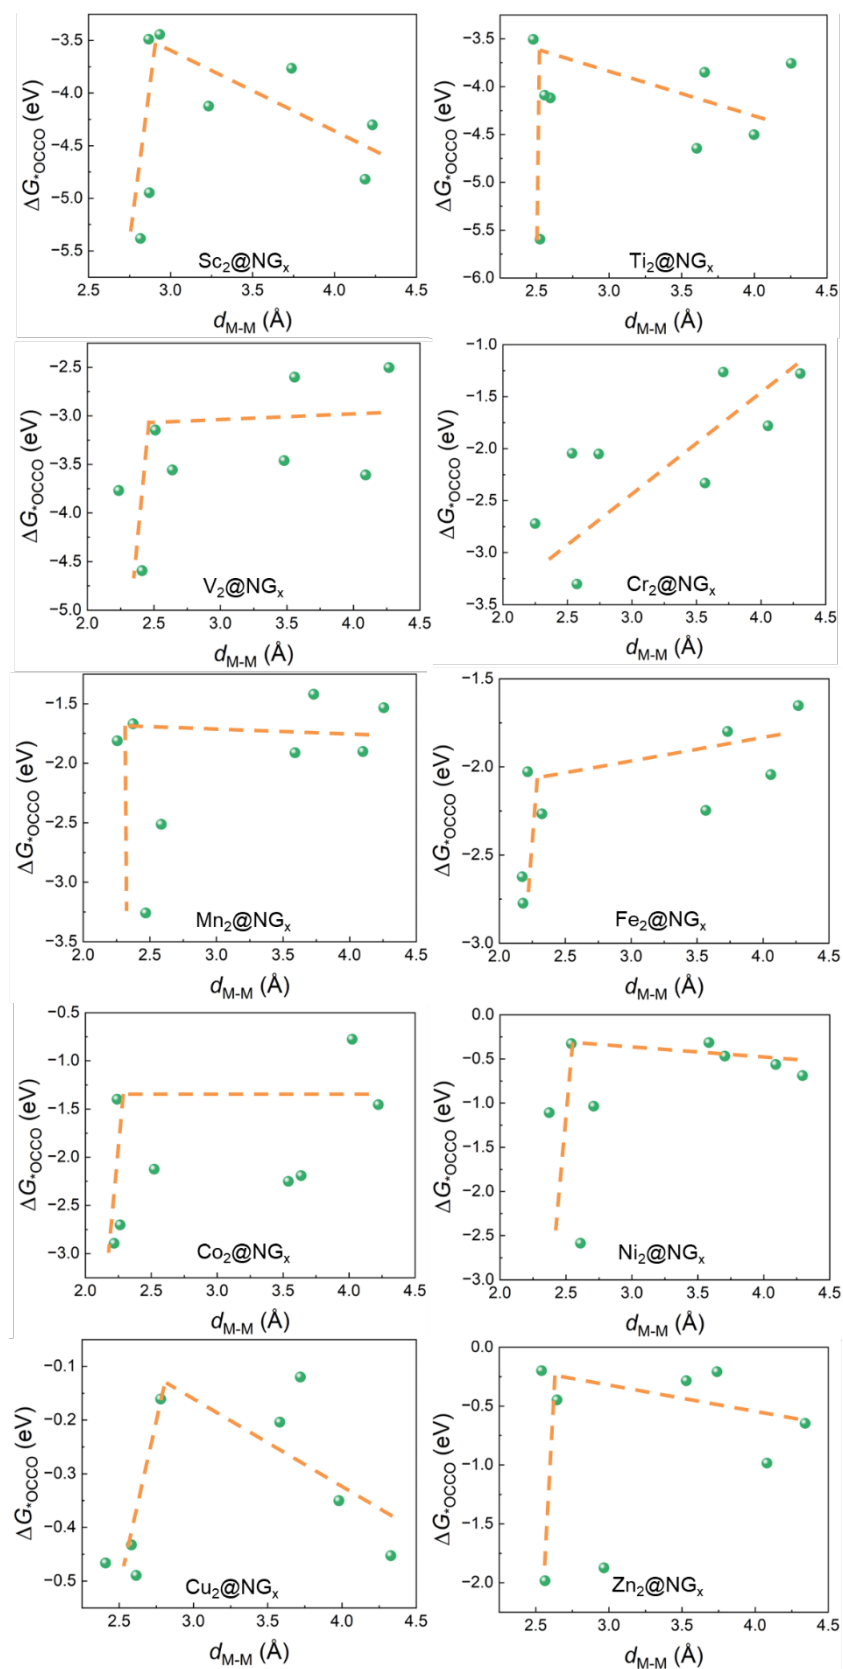 −3.5
−4.0
−4.5
−5.0
−5.5
ΔG*OCCO (eV)
Sc2@NGx
2.5 3.0 3.5 4.0 4.5
dM-M (Å)
−3.5
−4.0
−4.5
−5.0
−5.5
−6.0
ΔG*OCCO (eV)
Ti2@NGx
2.0 2.5 3.0 3.5 4.0 4.5
dM-M (Å)
−2.5
−3.0
−3.5
−4.0
−4.5
−5.0
ΔG*OCCO (eV)
V2@NGx
2.0 2.5 3.0 3.5 4.0 4.5
dM-M (Å)
−1.0
−1.5
−2.0
−2.5
−3.0
−3.5
ΔG*OCCO (eV)
Cr2@NGx
2.0 2.5 3.0 3.5 4.0 4.5
dM-M (Å)
−1.5
−2.0
−2.5
−3.0
−3.5
ΔG*OCCO (eV)
Mn2@NGx
2.0 2.5 3.0 3.5 4.0 4.5
dM-M (Å)
−1.5
−2.0
−2.5
−3.0
ΔG*OCCO (eV)
Fe2@NGx
2.0 2.5 3.0 3.5 4.0 4.5
dM-M (Å)
−0.5
−1.0
−1.5
−2.0
−2.5
−3.0
ΔG*OCCO (eV)
Co2@NGx
2.0 2.5 3.0 3.5 4.0 4.5
dM-M (Å)
0.0
−0.5
−1.0
−1.5
−2.0
−2.5
−3.0
ΔG*OCCO (eV)
Ni2@NGx
2.0 2.5 3.0 3.5 4.0 4.5
dM-M (Å)
−0.1
−0.2
−0.3
−0.4
−0.5
ΔG*OCCO (eV)
Cu2@NGx
2.5 3.0 3.5 4.0 4.5
dM-M (Å)
0.0
−0.5
−1.0
−1.5
−2.0
ΔG*OCCO (eV)
Zn2@NGx
2.5 3.0 3.5 4.0 4.5
dM-M (Å)